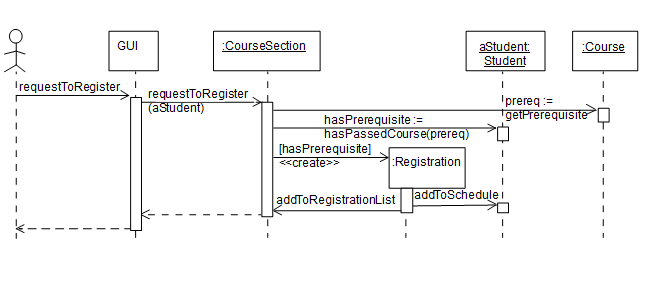 GUI
:CourseSection
aStudent:
Student
:Course
requestToRegister
requestToRegister
(aStudent)
prereq :=
getPrerequisite
hasPrerequisite :=
hasPassedCourse(prereq)
[hasPrerequisite]
<<create>>
:Registration
addToRegistrationList
addToSchedule